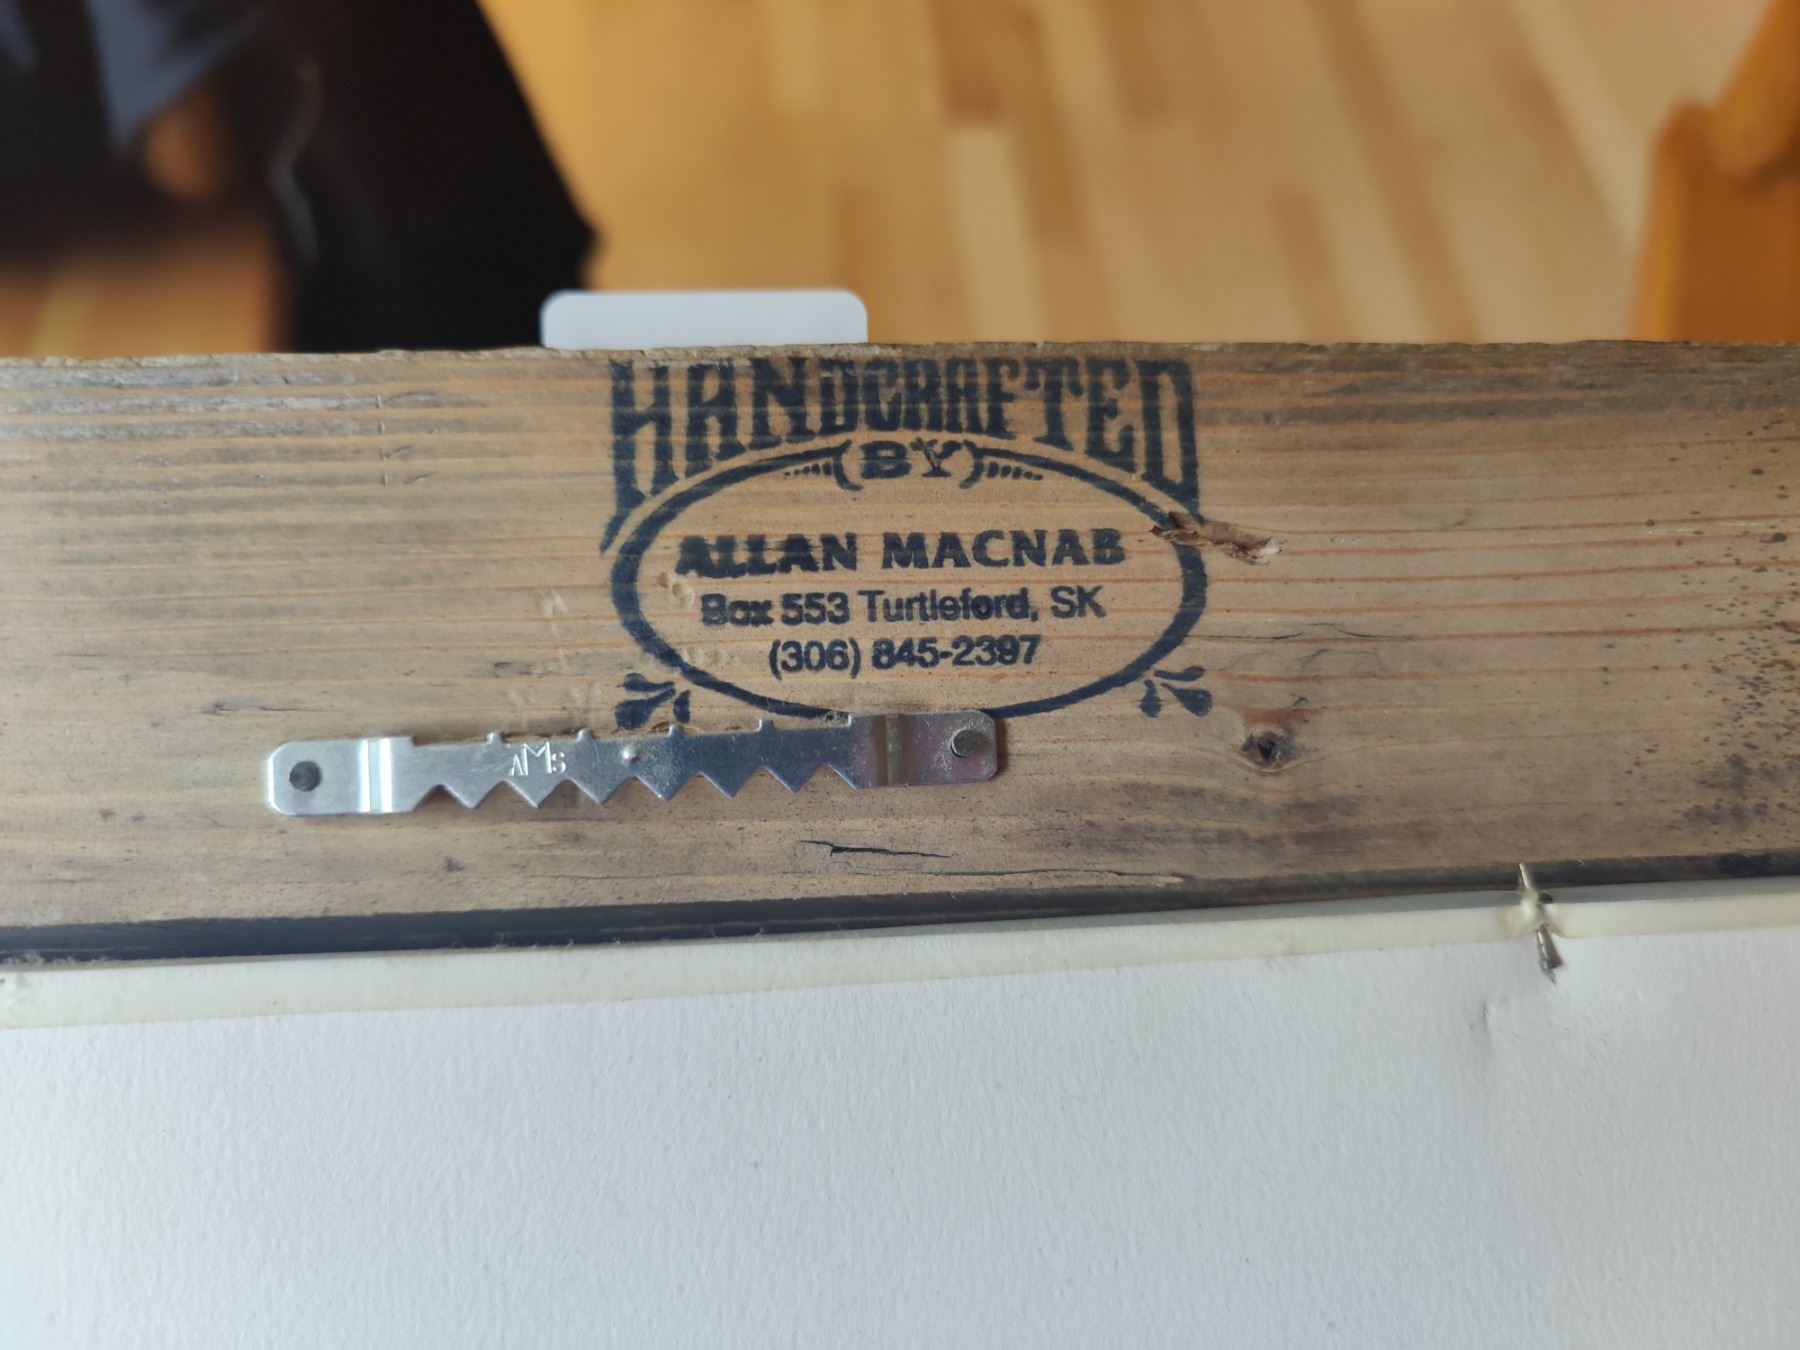 HANDCRAFTED
BY
ALLAN MACNAB
Box 553 Turtleford, SK
(306) 845-2397
AMS